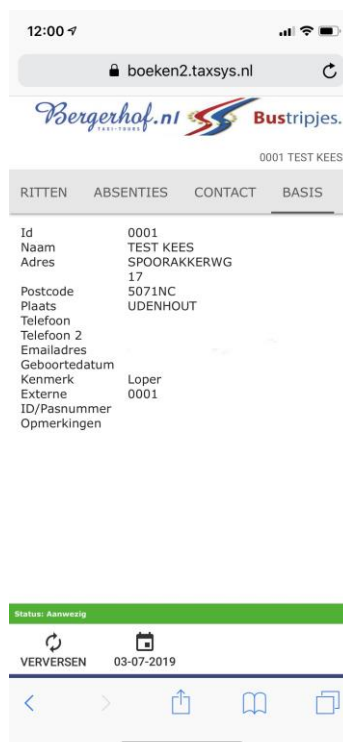 12:00
boeken2.taxsys.nl
Bergerhof.nl Bustripjes.
TAXI-TOURS
0001 TEST KEES
RITTEN ABSENTIES CONTACT BASIS
Id 0001
Naam TEST KEES
Adres SPOORAKKERWG
17
Postcode 5071NC
Plaats UDENHOUT
Telefoon
Telefoon 2
Emailadres
Geboortedatum
Kenmerk Loper
Externe 0001
ID/Pasnummer
Opmerkingen
Status: Aanwezig
VERVERSEN 03-07-2019